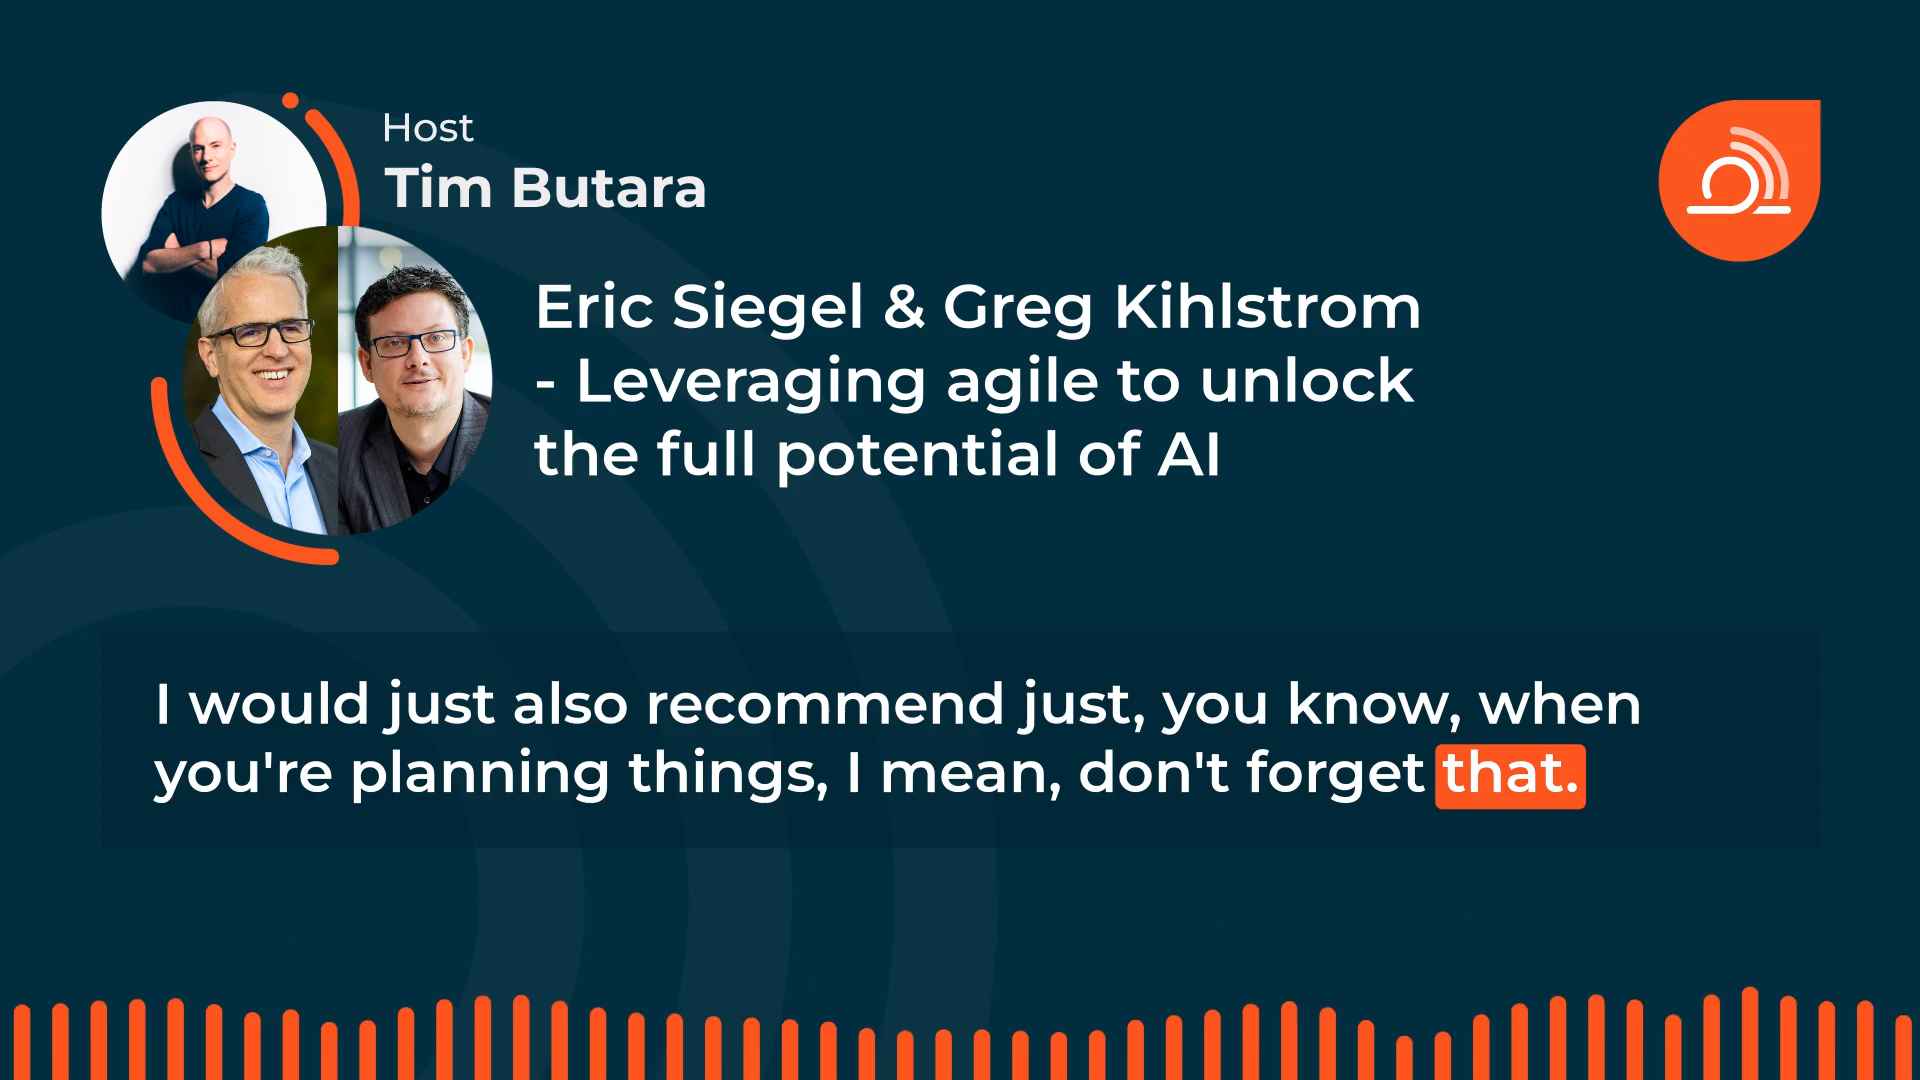 Host
Tim Butara
Eric Siegel & Greg Kihlstrom
- Leveraging agile to unlock
the full potential of AI
I would just also recommend just, you know, when
you're planning things, I mean, don't forget that.